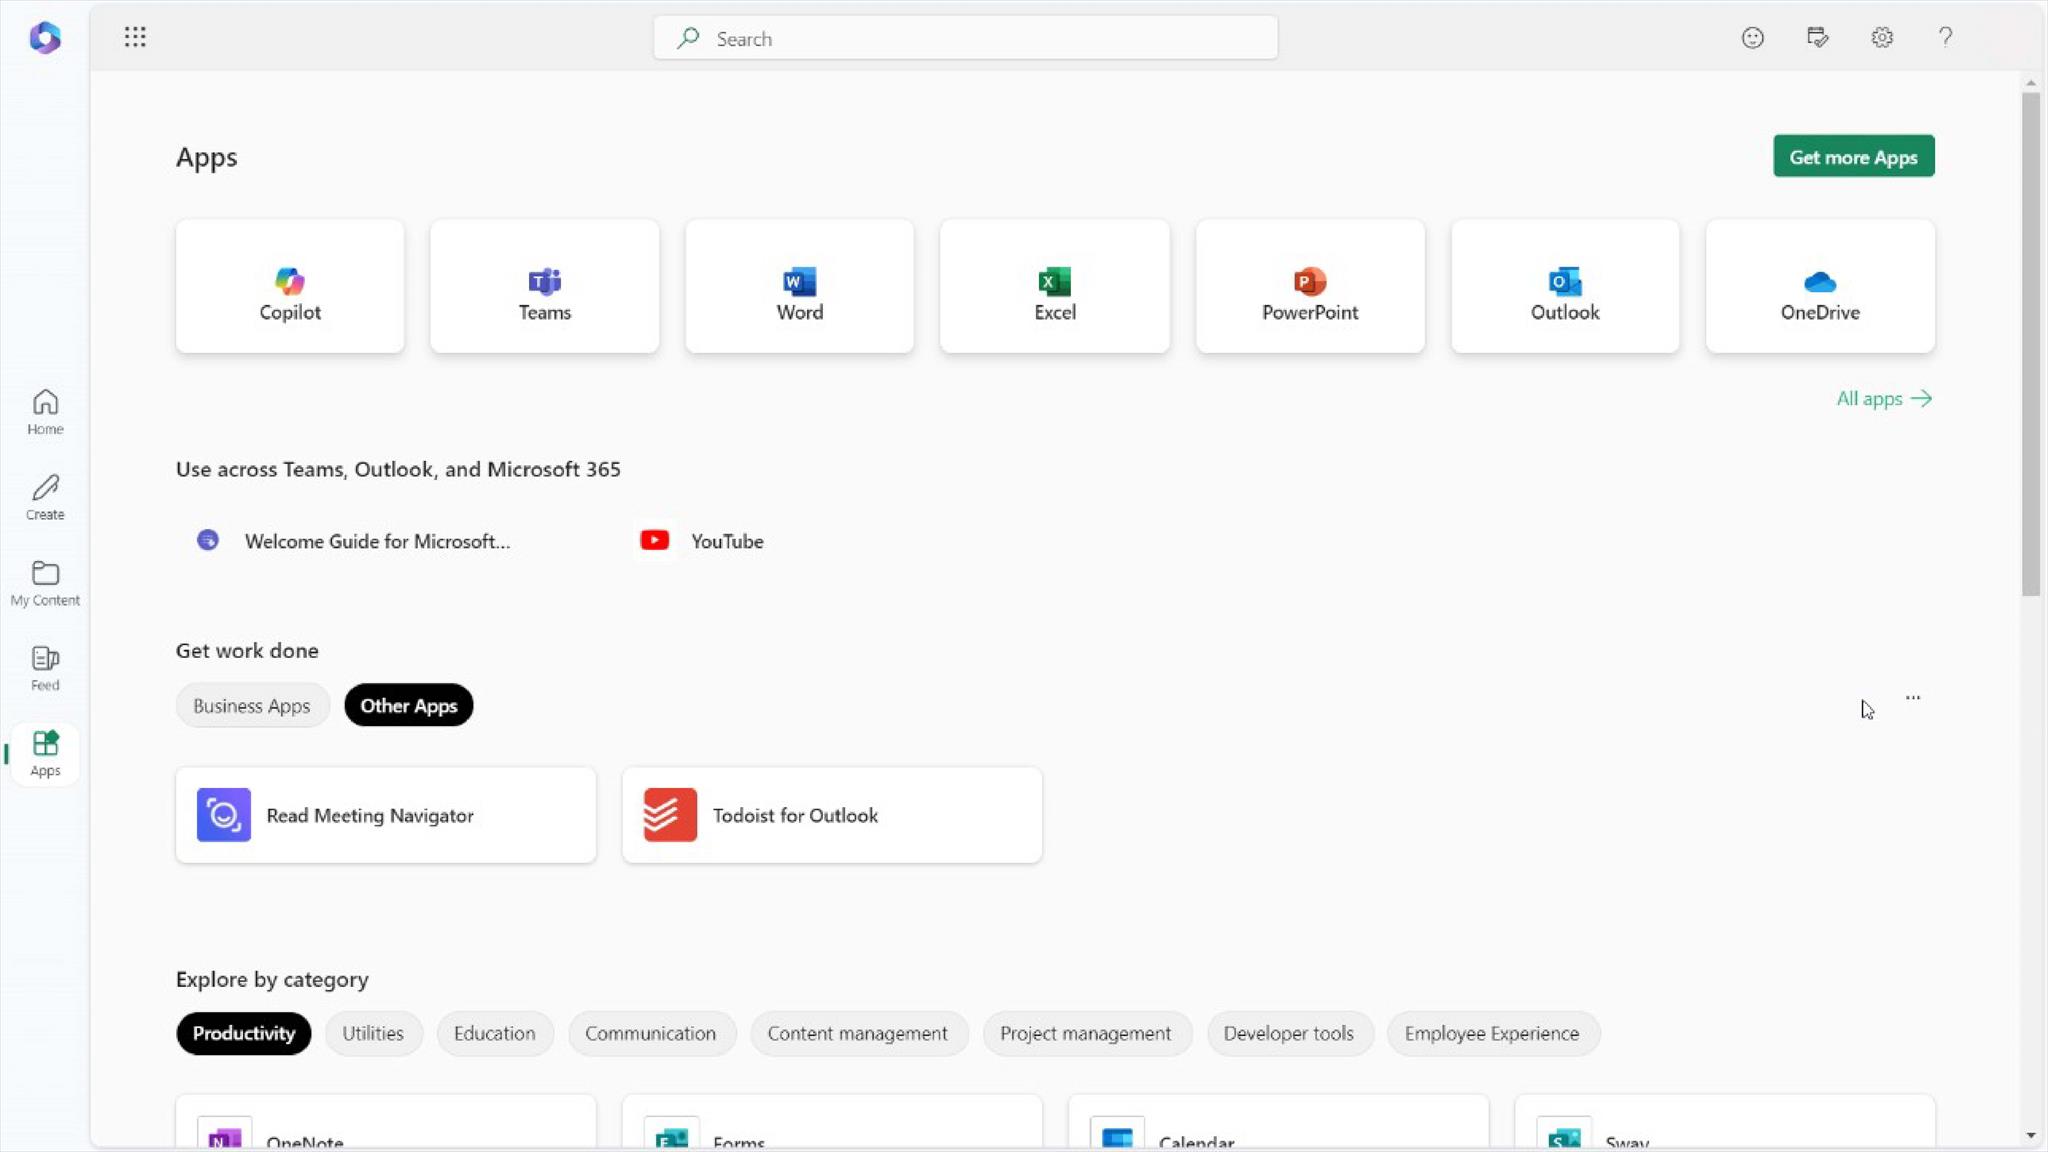 Search
Apps
Get more Apps
Copilot
Teams
Word
Excel
PowerPoint
Outlook
OneDrive
All apps
Home
Create
My Content
Feed
Apps
Use across Teams, Outlook, and Microsoft 365
Welcome Guide for Microsoft...
YouTube
Get work done
Business Apps
Other Apps
...
Read Meeting Navigator
Todoist for Outlook
Explore by category
Productivity
Utilities
Education
Communication
Content management
Project management
Developer tools
Employee Experience
OneNote
Forms
Calendar
Sway